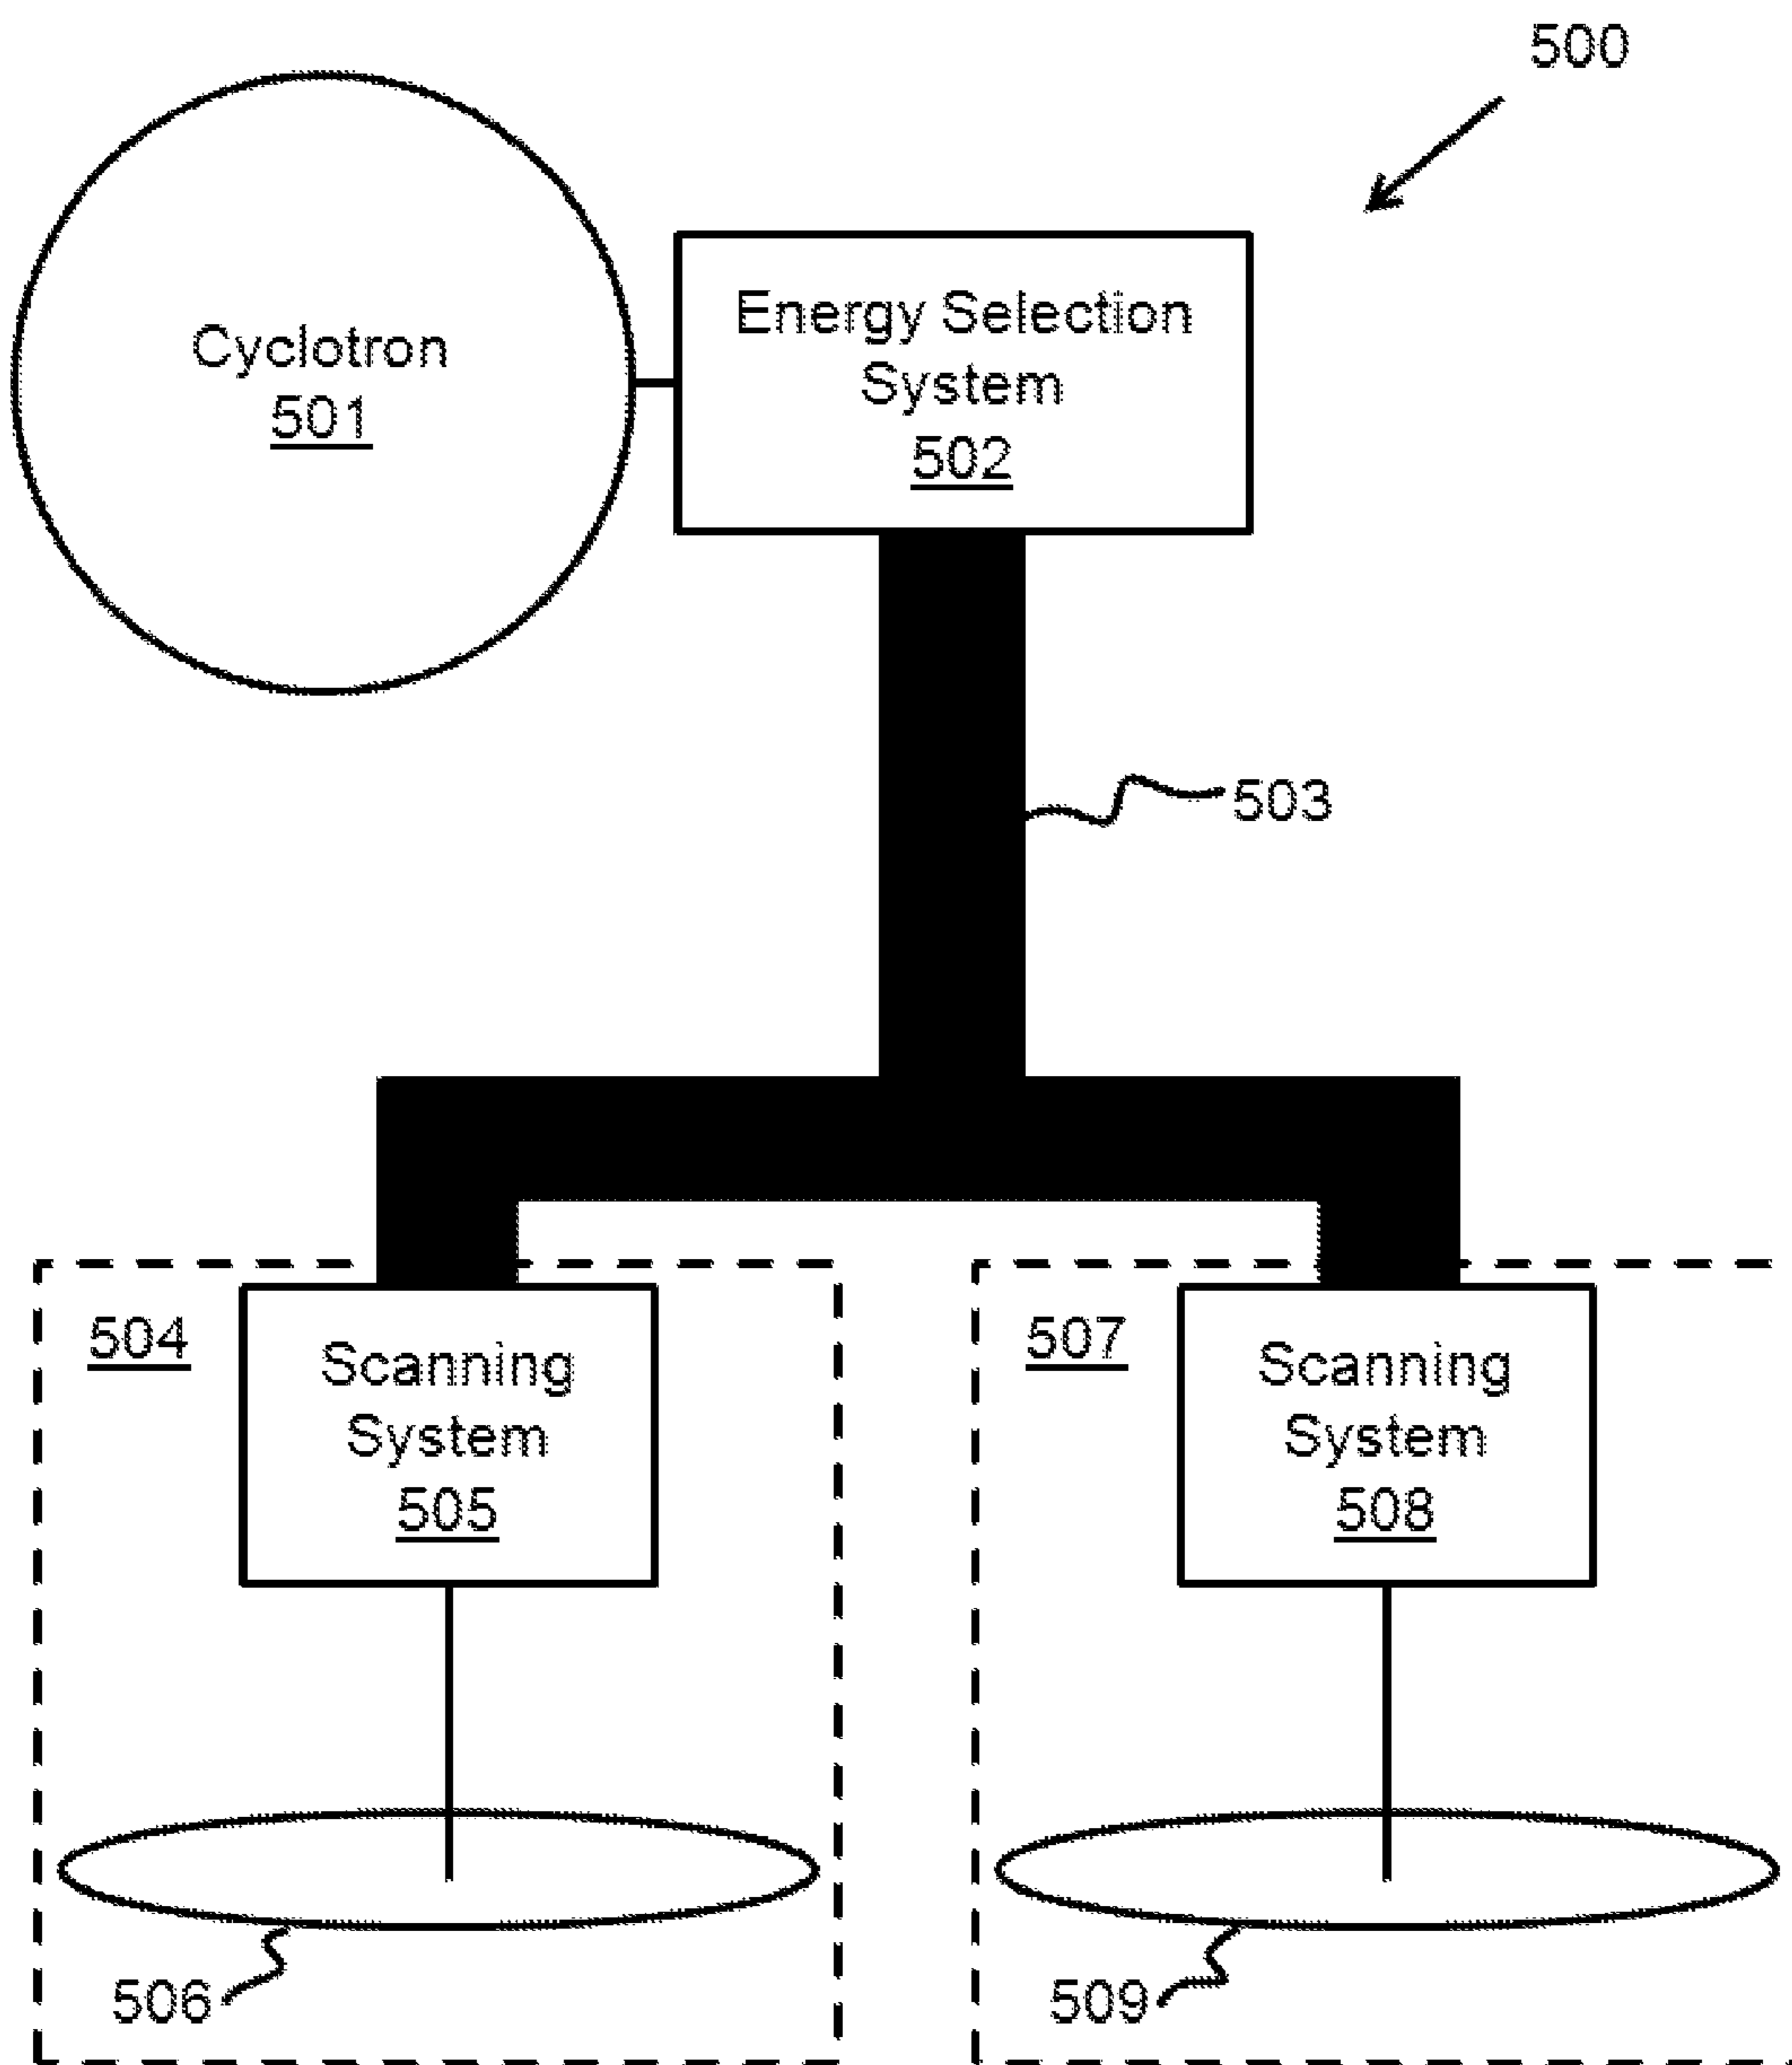 500
Cyclotron
501
Energy Selection
System
502
503
504
Scanning
System
505
507
Scanning
System
508
506
509